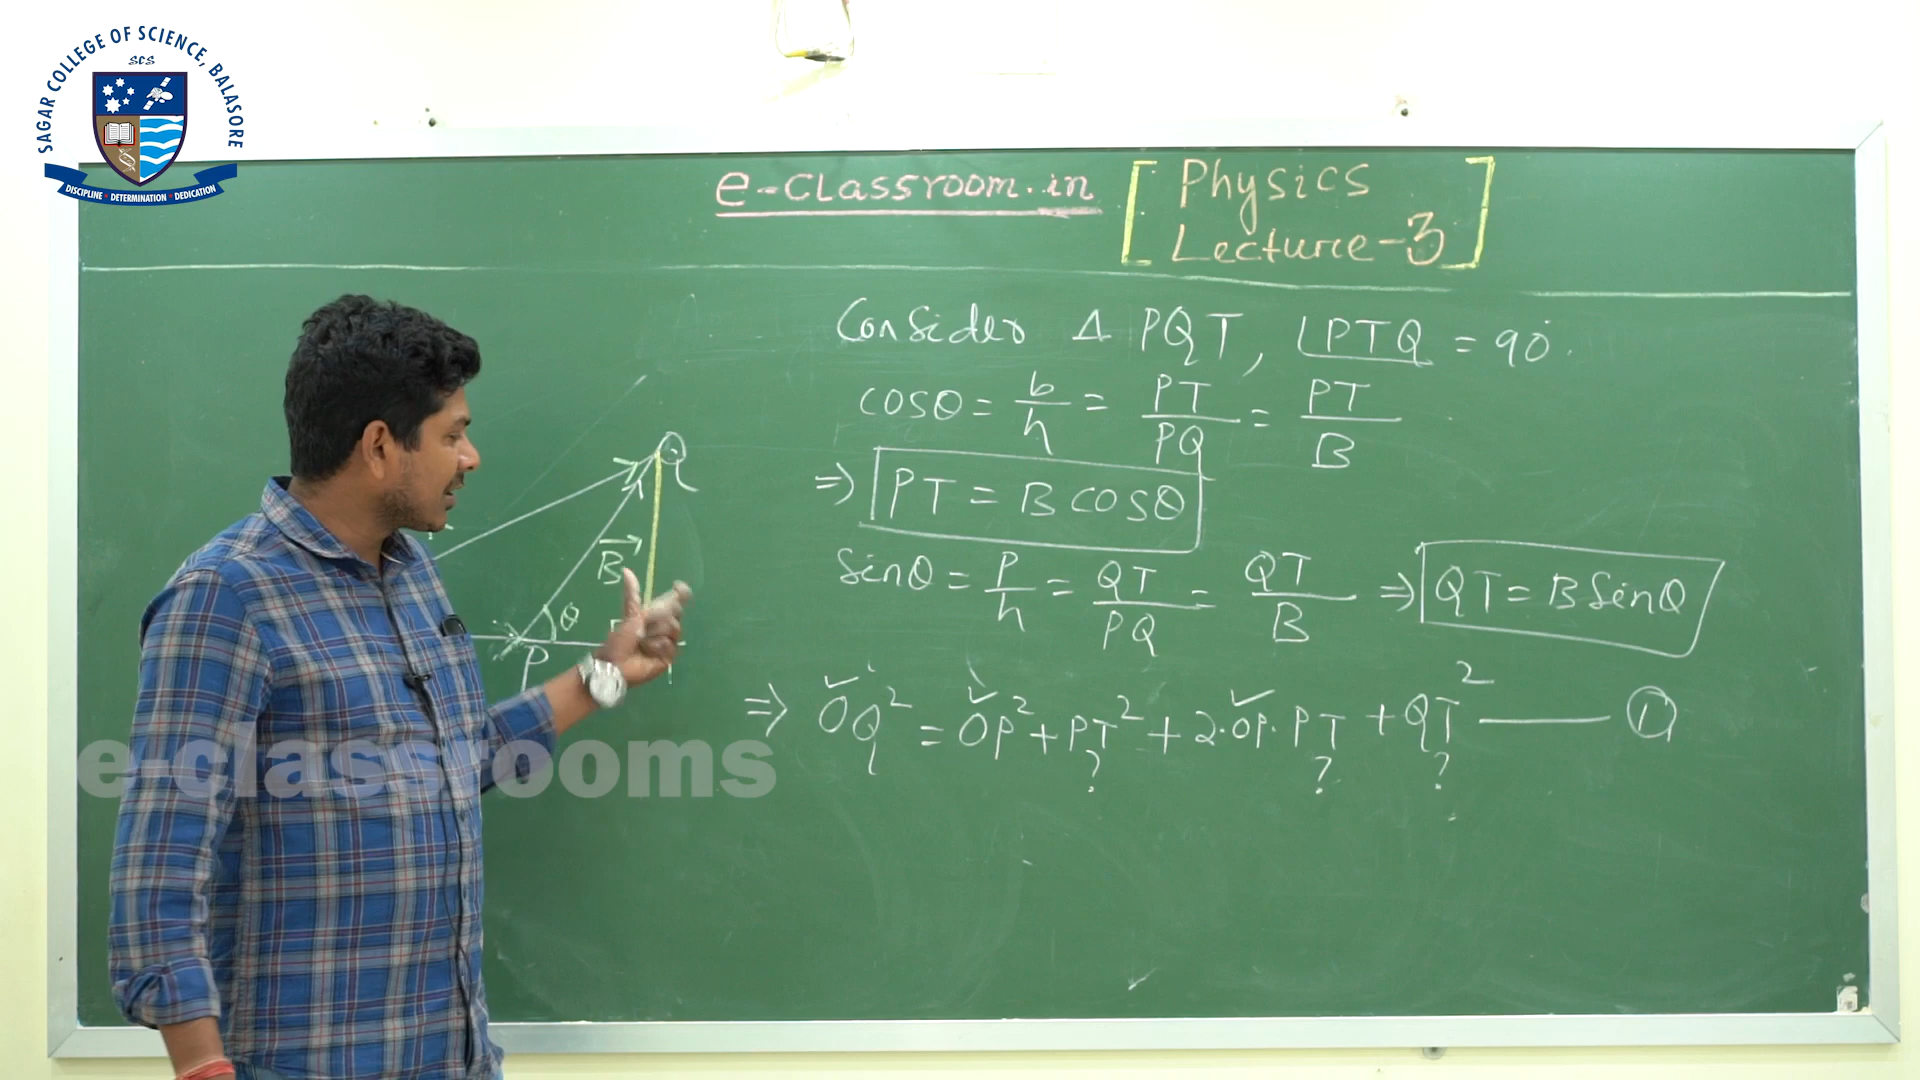 SAGAR COLLEGE OF SCIENCE, BALASORE
SCS
DISCIPLINE • DETERMINATION • DEDICATION
e-classroom.in
Physics
Lecture-3
Consider Δ PQT, ∠PTQ = 90°.
cosθ = b/h = PT/PQ = PT/B
⇒ PT = B cosθ
Sinθ = p/h = QT/PQ = QT/B ⇒ QT = B Sinθ
⇒ OQ² = OP² + PT² + 2·OP·PT + QT² —— ①
? ? ?
Q
B
θ
P
e-classrooms